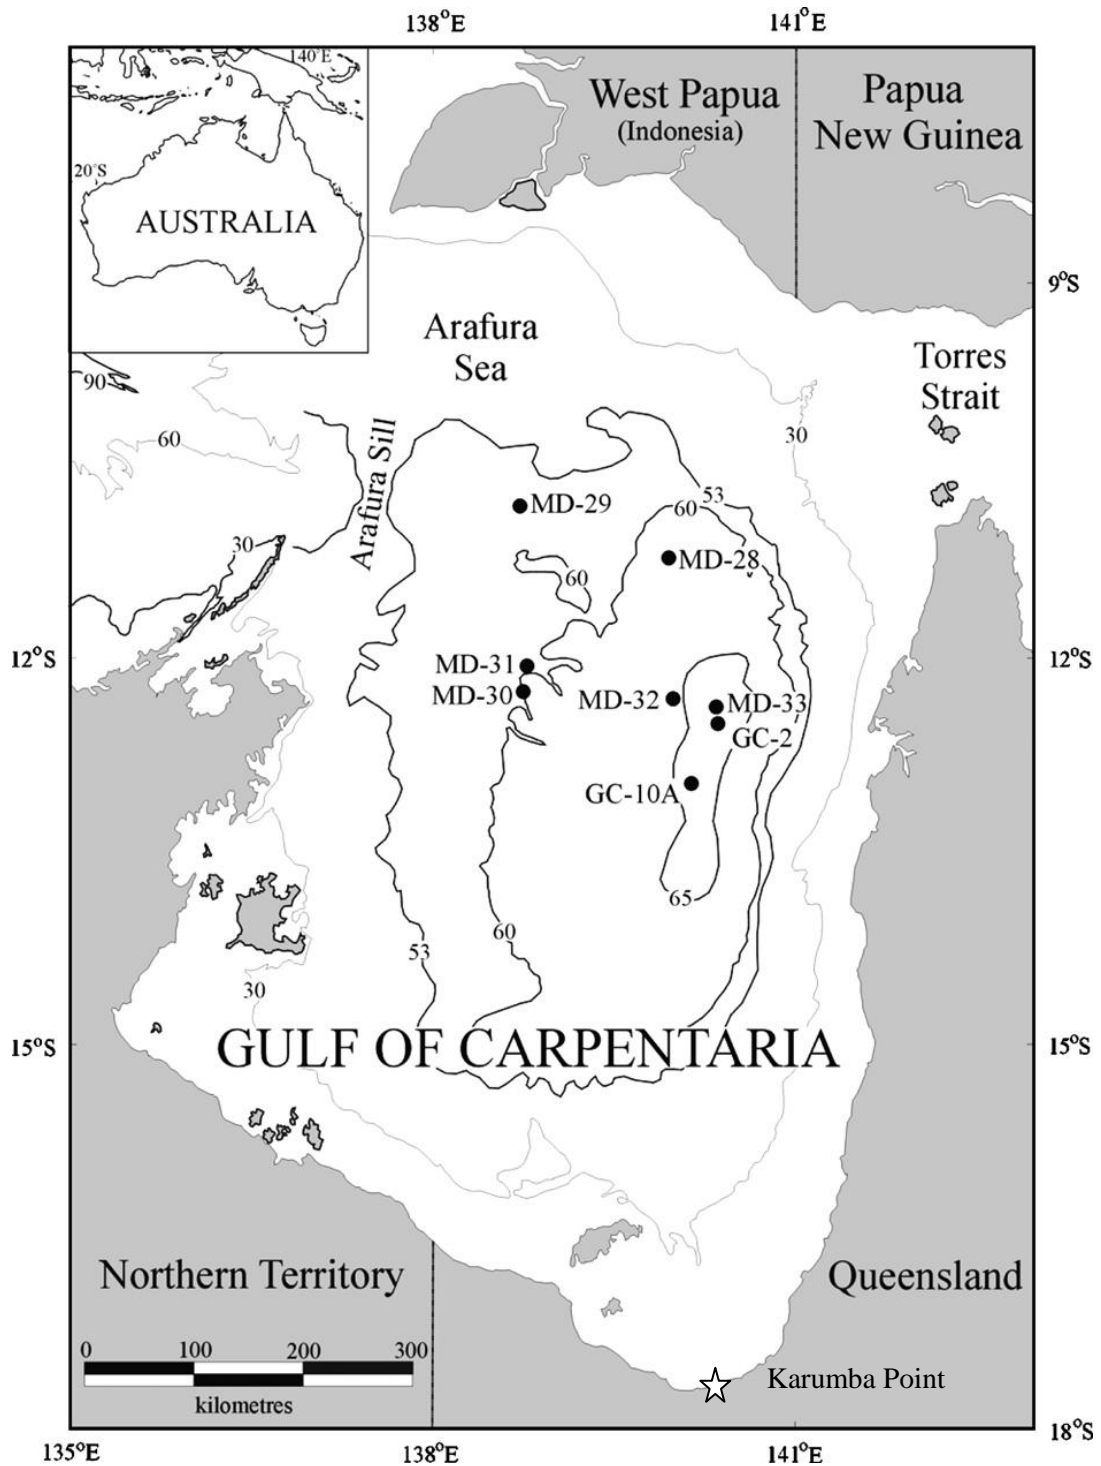 138°E
141°E
40°E
20°S
AUSTRALIA
West Papua
(Indonesia)
Papua
New Guinea
9°S
Arafura
Sea
Torres
Strait
90
60
30
Arafura Sill
53
60
MD-29
MD-28
30
60
12°S
12°S
MD-31
MD-30
MD-32
MD-33
GC-2
GC-10A
65
60
53
30
GULF OF CARPENTARIA
15°S
15°S
Northern Territory
Queensland
0 100 200 300
kilometres
Karumba Point
18°S
135°E
138°E
141°E